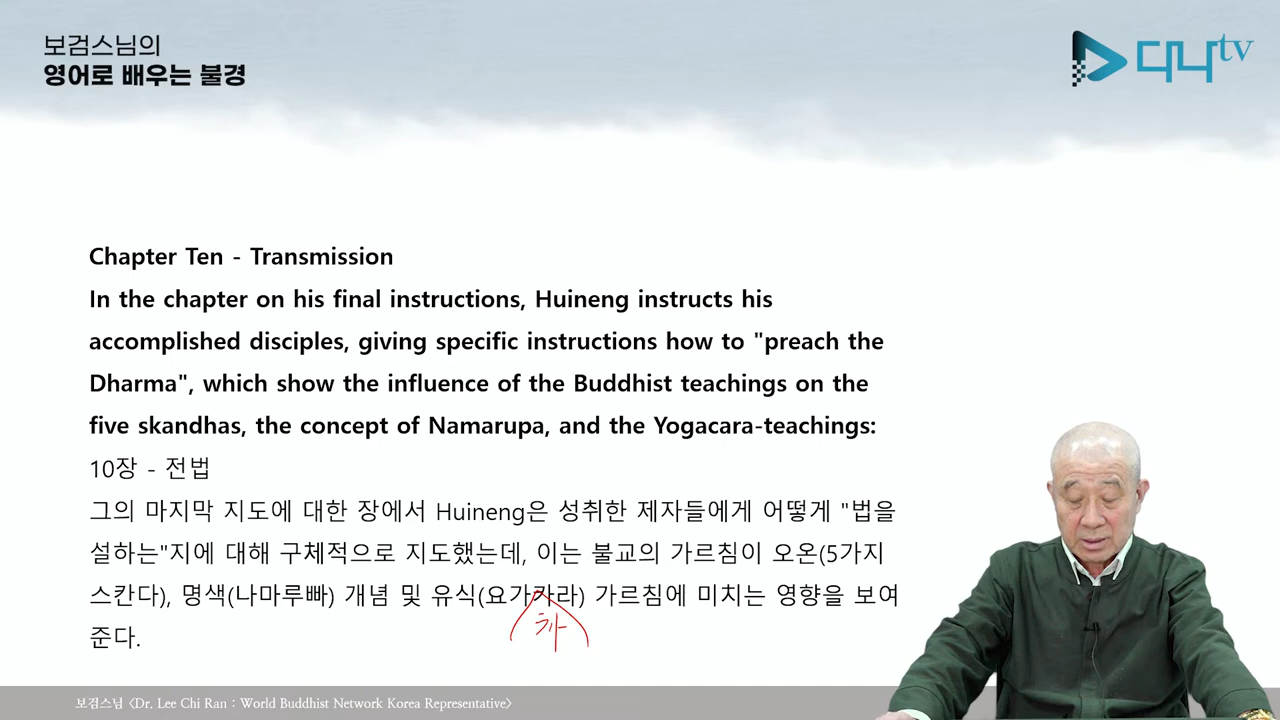 보검스님의
영어로 배우는 불경
디나tv
Chapter Ten - Transmission
In the chapter on his final instructions, Huineng instructs his
accomplished disciples, giving specific instructions how to "preach the
Dharma", which show the influence of the Buddhist teachings on the
five skandhas, the concept of Namarupa, and the Yogacara-teachings:
10장 - 전법
그의 마지막 지도에 대한 장에서 Huineng은 성취한 제자들에게 어떻게 "법을
설하는"지에 대해 구체적으로 지도했는데, 이는 불교의 가르침이 오온(5가지
스칸다), 명색(나마루빠) 개념 및 유식(요가카라) 가르침에 미치는 영향을 보여
차
준다.
보검스님 <Dr. Lee Chi Ran : World Buddhist Network Korea Representative>